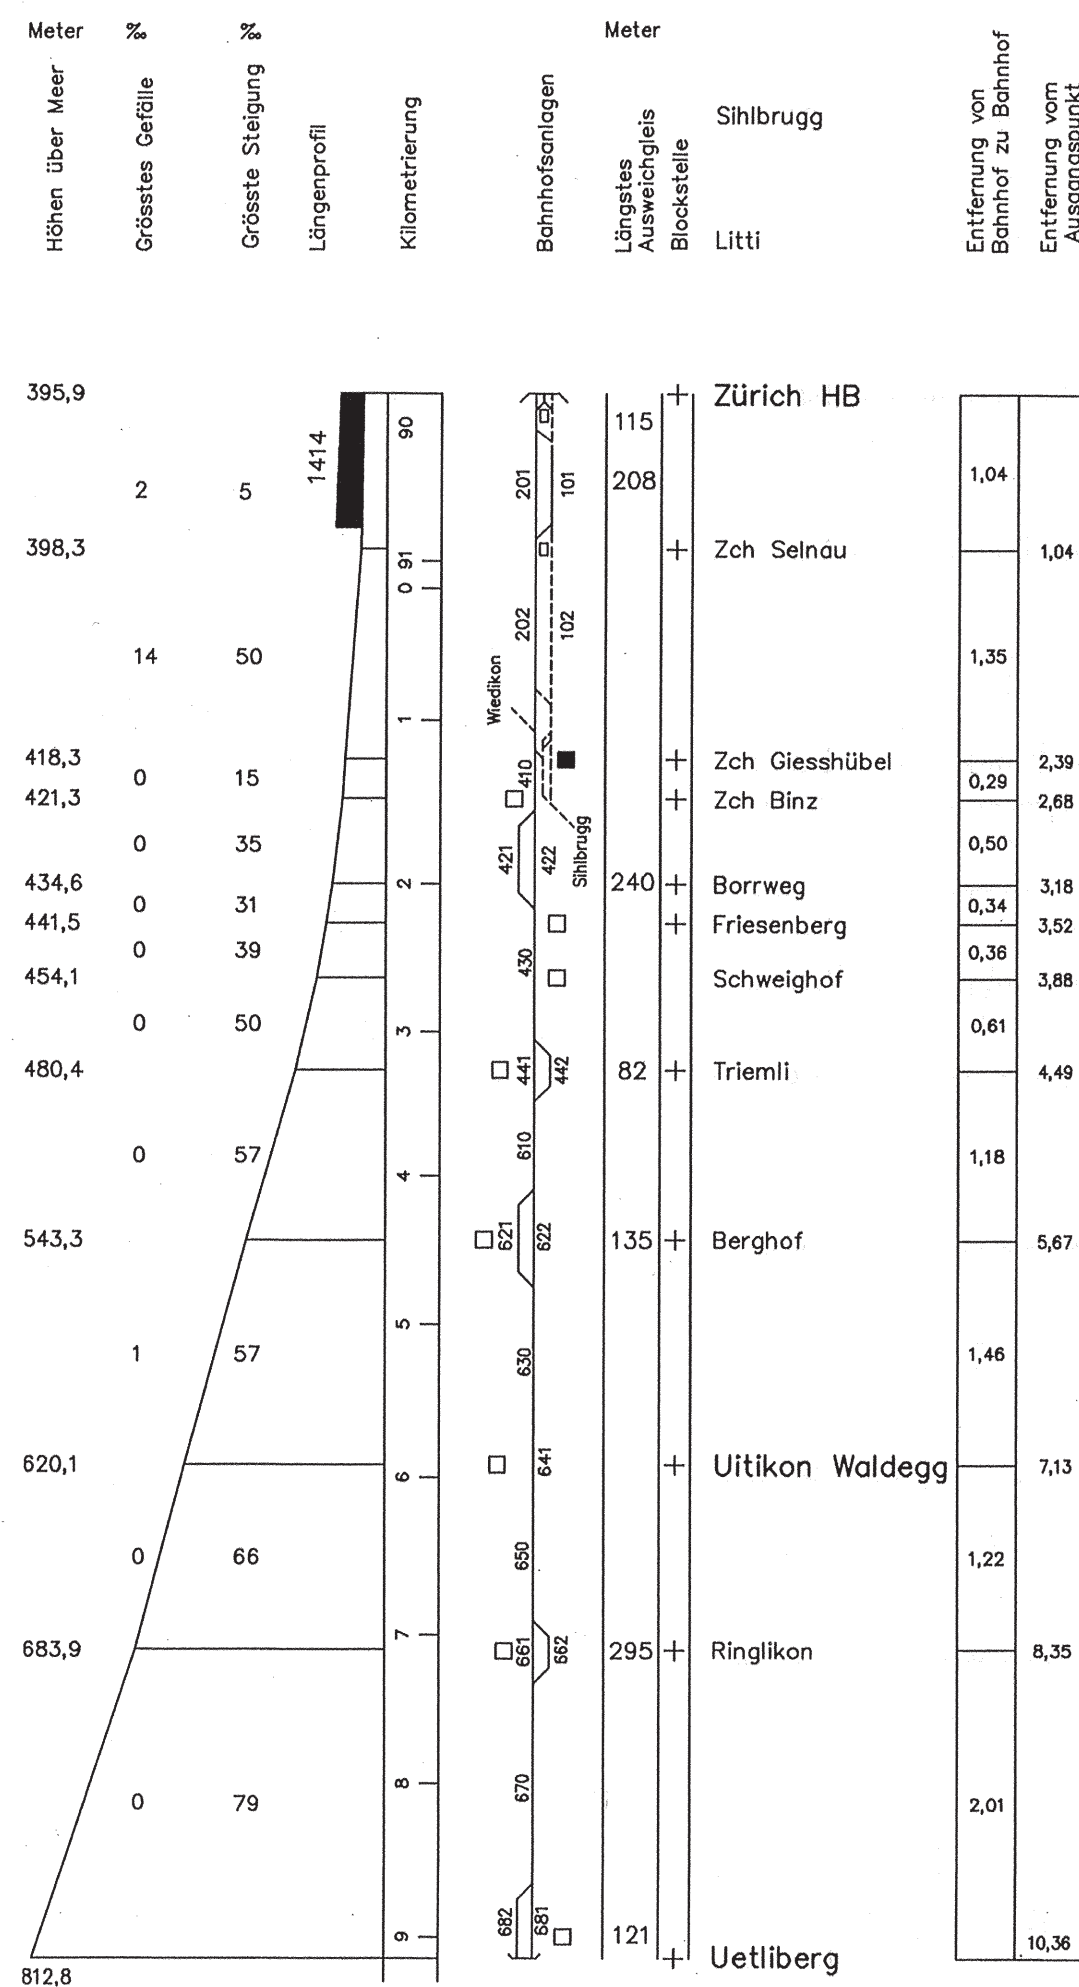 Meter ‰ ‰ Meter
Höhen über Meer
Grösstes Gefälle
Grösste Steigung
Längenprofil
Kilometrierung
Bahnhofsanlagen
Längstes
Ausweichgleis
Blockstelle
Sihlbrugg
Litti
Entfernung von
Bahnhof zu Bahnhof
Entfernung vom
Ausgangspunkt
395,9 Zürich HB
90
115
1414
2 5 201 101 208 1,04
398,3 Zch Selnau 1,04
91
0
14 50 202 102 1,35
Wiedikon
1
418,3 Zch Giesshübel 2,39
0 15 410 0,29
421,3 Zch Binz 2,68
0 35 421 422 Sihlbrugg 0,50
434,6 2 240 Borrweg 3,18
0 31 0,34
441,5 Friesenberg 3,52
0 39 430 0,36
454,1 Schweighof 3,88
0 50 3 0,61
480,4 441 442 82 Triemli 4,49
0 57 610 1,18
4
543,3 621 622 135 Berghof 5,67
5
1 57 630 1,46
620,1 641 Uitikon Waldegg 7,13
6
0 66 650 1,22
7
683,9 661 662 295 Ringlikon 8,35
8
0 79 670 2,01
9 682 681 121 10,36
Uetliberg
812,8